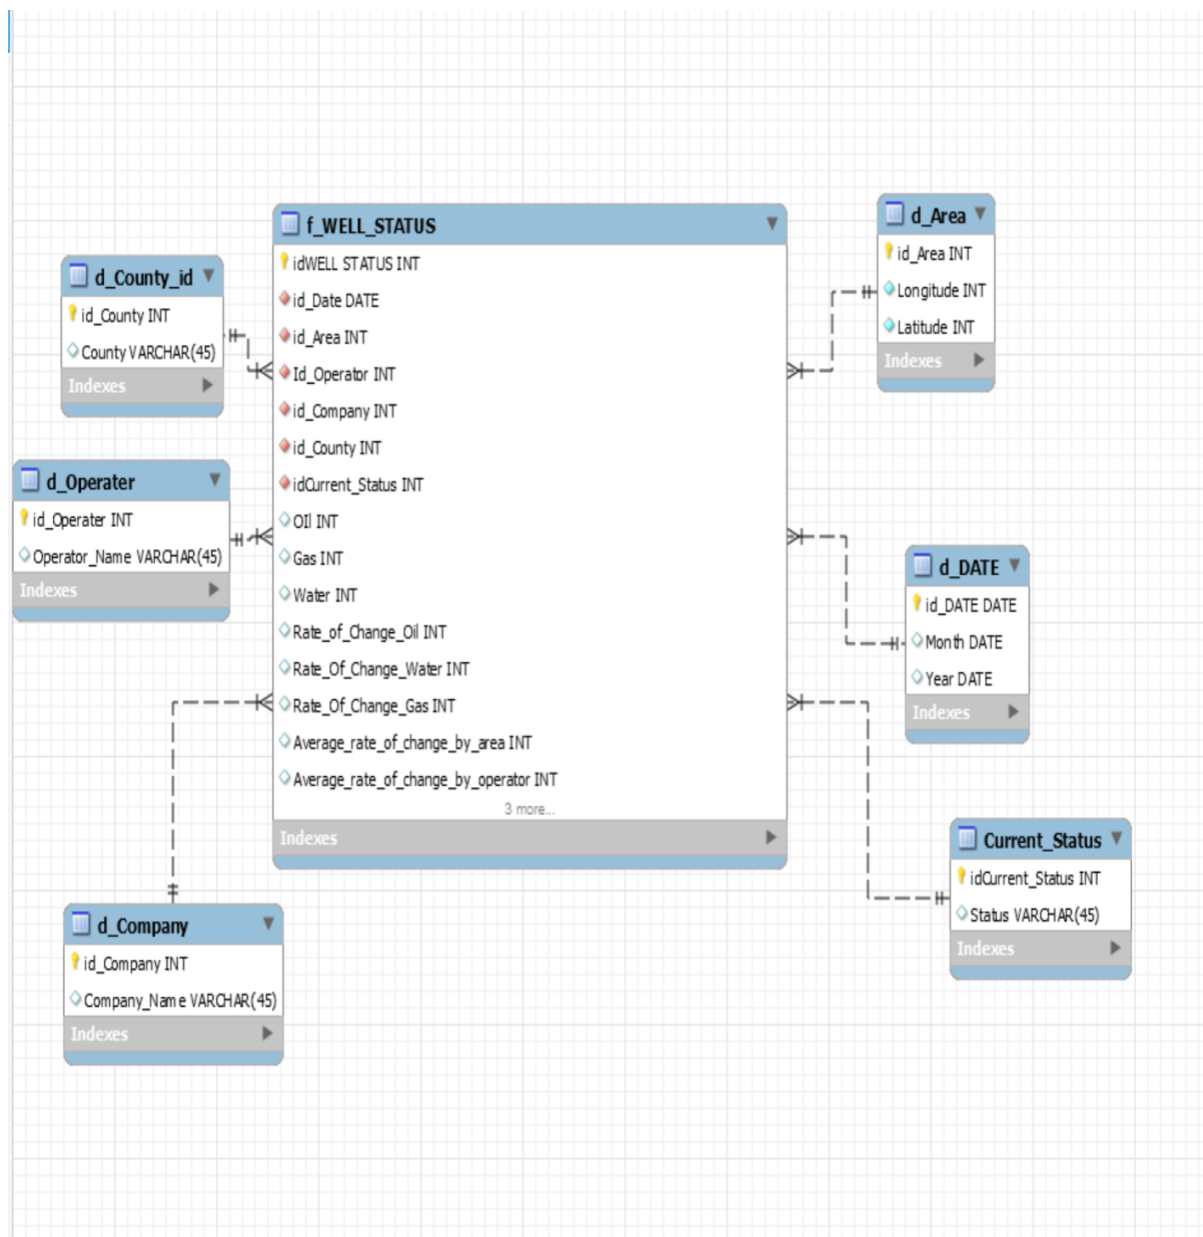 d_County_id
id_County INT
County VARCHAR(45)
Indexes
d_Operater
id_Operater INT
Operator_Name VARCHAR(45)
Indexes
f_WELL_STATUS
idWELL STATUS INT
id_Date DATE
id_Area INT
Id_Operator INT
id_Company INT
id_County INT
idCurrent_Status INT
OIl INT
Gas INT
Water INT
Rate_of_Change_Oil INT
Rate_Of_Change_Water INT
Rate_Of_Change_Gas INT
Average_rate_of_change_by_area INT
Average_rate_of_change_by_operator INT
3 more...
Indexes
d_Area
id_Area INT
Longitude INT
Latitude INT
Indexes
d_DATE
id_DATE DATE
Month DATE
Year DATE
Indexes
Current_Status
idCurrent_Status INT
Status VARCHAR(45)
Indexes
d_Company
id_Company INT
Company_Name VARCHAR(45)
Indexes